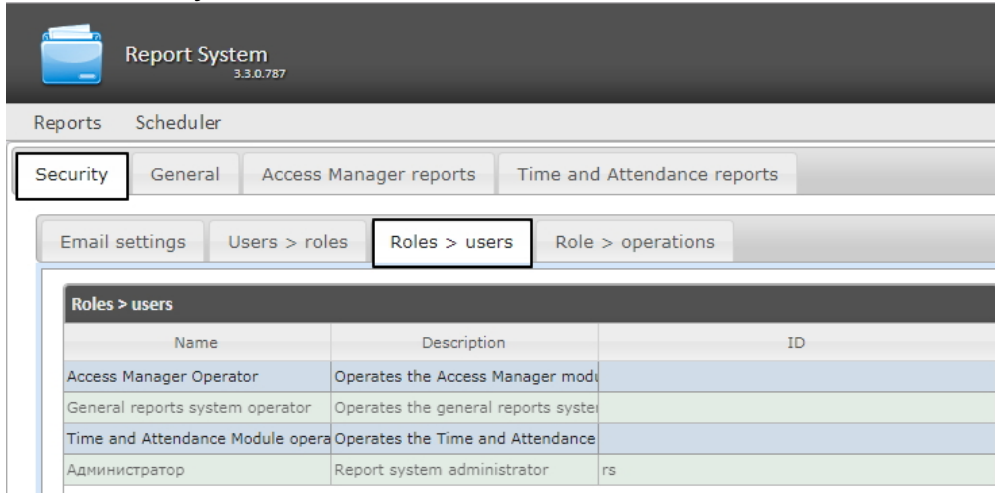 Report System
3.3.0.787
Reports Scheduler
Security General Access Manager reports Time and Attendance reports
Email settings Users > roles Roles > users Role > operations
Roles > users
Name Description ID
Access Manager Operator Operates the Access Manager modu
General reports system operator Operates the general reports syster
Time and Attendance Module opera Operates the Time and Attendance
Администратор Report system administrator rs